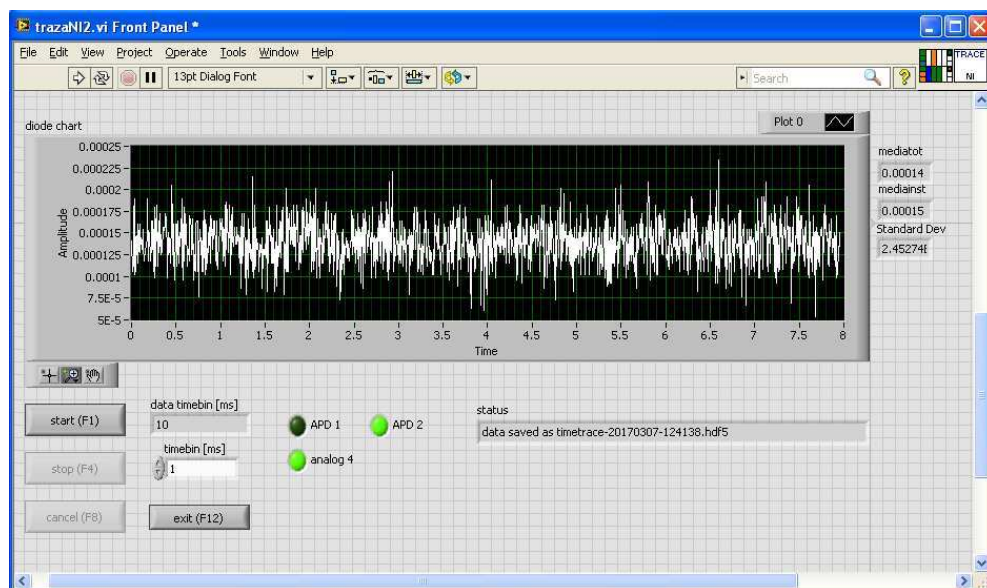 trazaNI2.vi Front Panel *
File Edit View Project Operate Tools Window Help
13pt Dialog Font
Search
TRACE
NI
diode chart
Plot 0
0.00025
0.000225
0.0002
0.000175
0.00015
0.000125
0.0001
7.5E-5
5E-5
Amplitude
0 0.5 1 1.5 2 2.5 3 3.5 4 4.5 5 5.5 6 6.5 7 7.5 8
Time
mediatot
0.00014
mediainst
0.00015
Standard Dev
start (F1)
data timebin [ms]
10
APD 1
APD 2
status
data saved as timetrace-20170307-124138.hdf5
timebin [ms]
1
analog 4
stop (F4)
cancel (F8)
exit (F12)